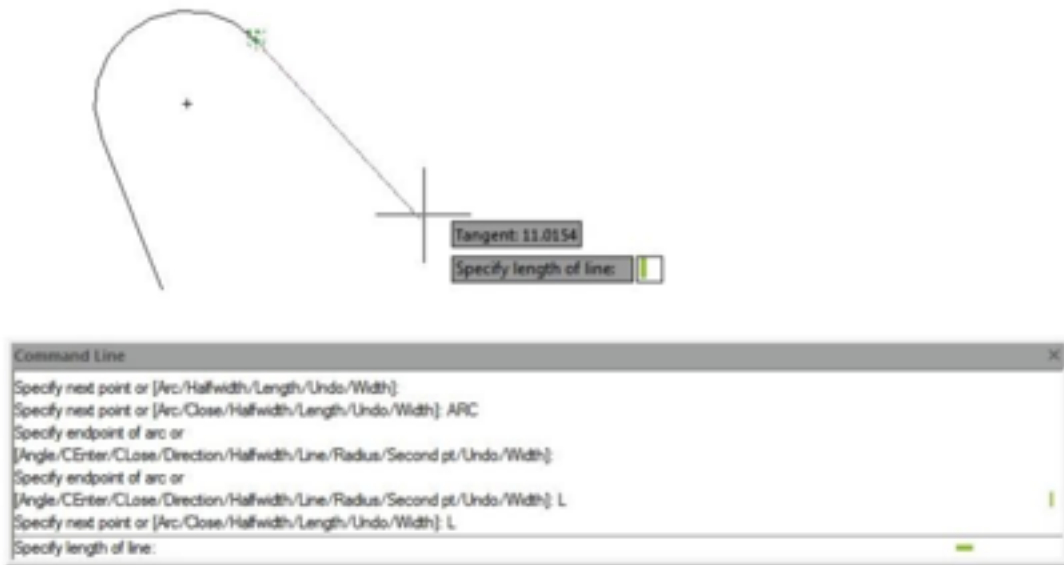 Tangent: 11.0154
Specify length of line:
Command Line
Specify next point or [Arc/Halfwidth/Length/Undo/Width]:
Specify next point or [Arc/Close/Halfwidth/Length/Undo/Width]: ARC
Specify endpoint of arc or
[Angle/CEnter/CLose/Direction/Halfwidth/Line/Radius/Second pt/Undo/Width]:
Specify endpoint of arc or
[Angle/CEnter/CLose/Direction/Halfwidth/Line/Radius/Second pt/Undo/Width]: L
Specify next point or [Arc/Close/Halfwidth/Length/Undo/Width]: L
Specify length of line: